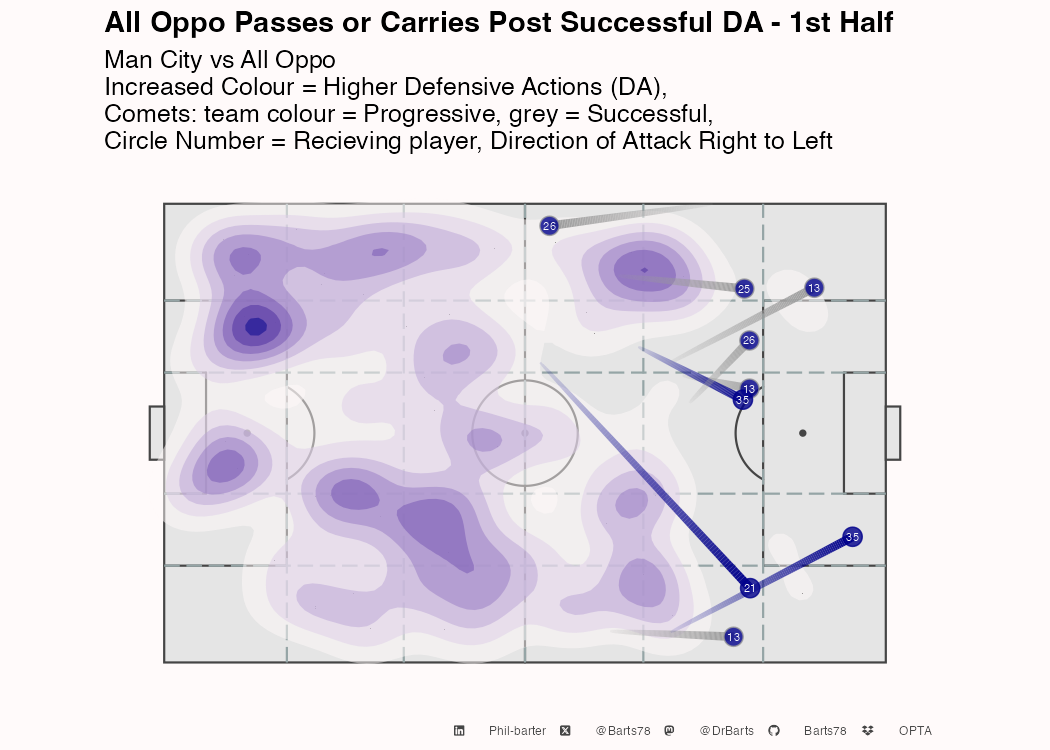 All Oppo Passes or Carries Post Successful DA - 1st Half
Man City vs All Oppo
Increased Colour = Higher Defensive Actions (DA),
Comets: team colour = Progressive, grey = Successful,
Circle Number = Recieving player, Direction of Attack Right to Left
26
25
13
26
13
35
35
21
13
Phil-barter @Barts78 @DrBarts Barts78 OPTA